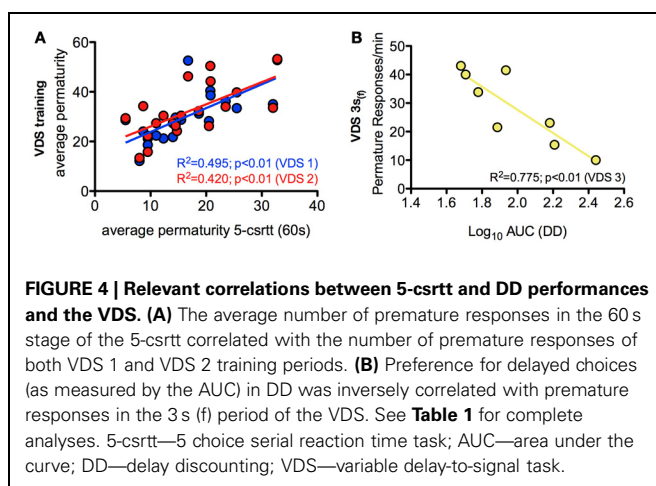 A
B
VDS training
average permaturity
60
40
20
0
0
10
20
30
40
R²=0.495; p<0.01 (VDS 1)
R²=0.420; p<0.01 (VDS 2)
average permaturity 5-csrtt (60s)
VDS 3s(f)
Permature Responses/min
50
40
30
20
10
0
1.4
1.6
1.8
2.0
2.2
2.4
2.6
R²=0.775; p<0.01 (VDS 3)
Log₁₀ AUC (DD)
FIGURE 4 | Relevant correlations between 5-csrtt and DD performances
and the VDS. (A) The average number of premature responses in the 60 s
stage of the 5-csrtt correlated with the number of premature responses of
both VDS 1 and VDS 2 training periods. (B) Preference for delayed choices
(as measured by the AUC) in DD was inversely correlated with premature
responses in the 3 s (f) period of the VDS. See Table 1 for complete
analyses. 5-csrtt—5 choice serial reaction time task; AUC—area under the
curve; DD—delay discounting; VDS—variable delay-to-signal task.